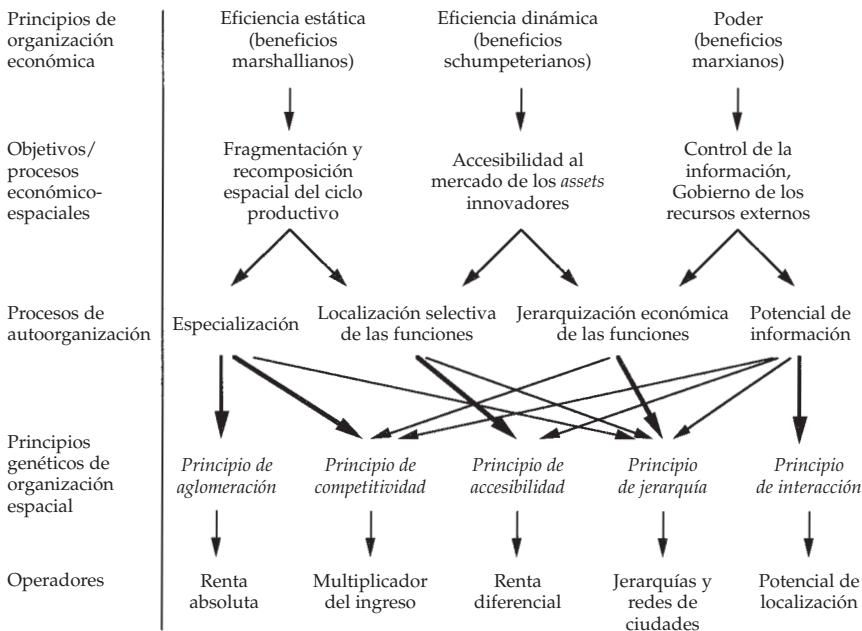 Principios de
organización
económica
Eficiencia estática
(beneficios
marshallianos)
Eficiencia dinámica
(beneficios
schumpeterianos)
Poder
(beneficios
marxianos)
Objetivos/
procesos
económico-
espaciales
Fragmentación y
recomposición
espacial del ciclo
productivo
Accesibilidad al
mercado de los assets
innovadores
Control de la
información,
Gobierno de los
recursos externos
Procesos de
autoorganización
Especialización
Localización selectiva
de las funciones
Jerarquización económica
de las funciones
Potencial de
información
Principios
genéticos de
organización
espacial
Principio de
aglomeración
Principio de
competitividad
Principio de
accesibilidad
Principio
de jerarquía
Principio
de interacción
Operadores
Renta
absoluta
Multiplicador
del ingreso
Renta
diferencial
Jerarquías y
redes de
ciudades
Potencial de
localización